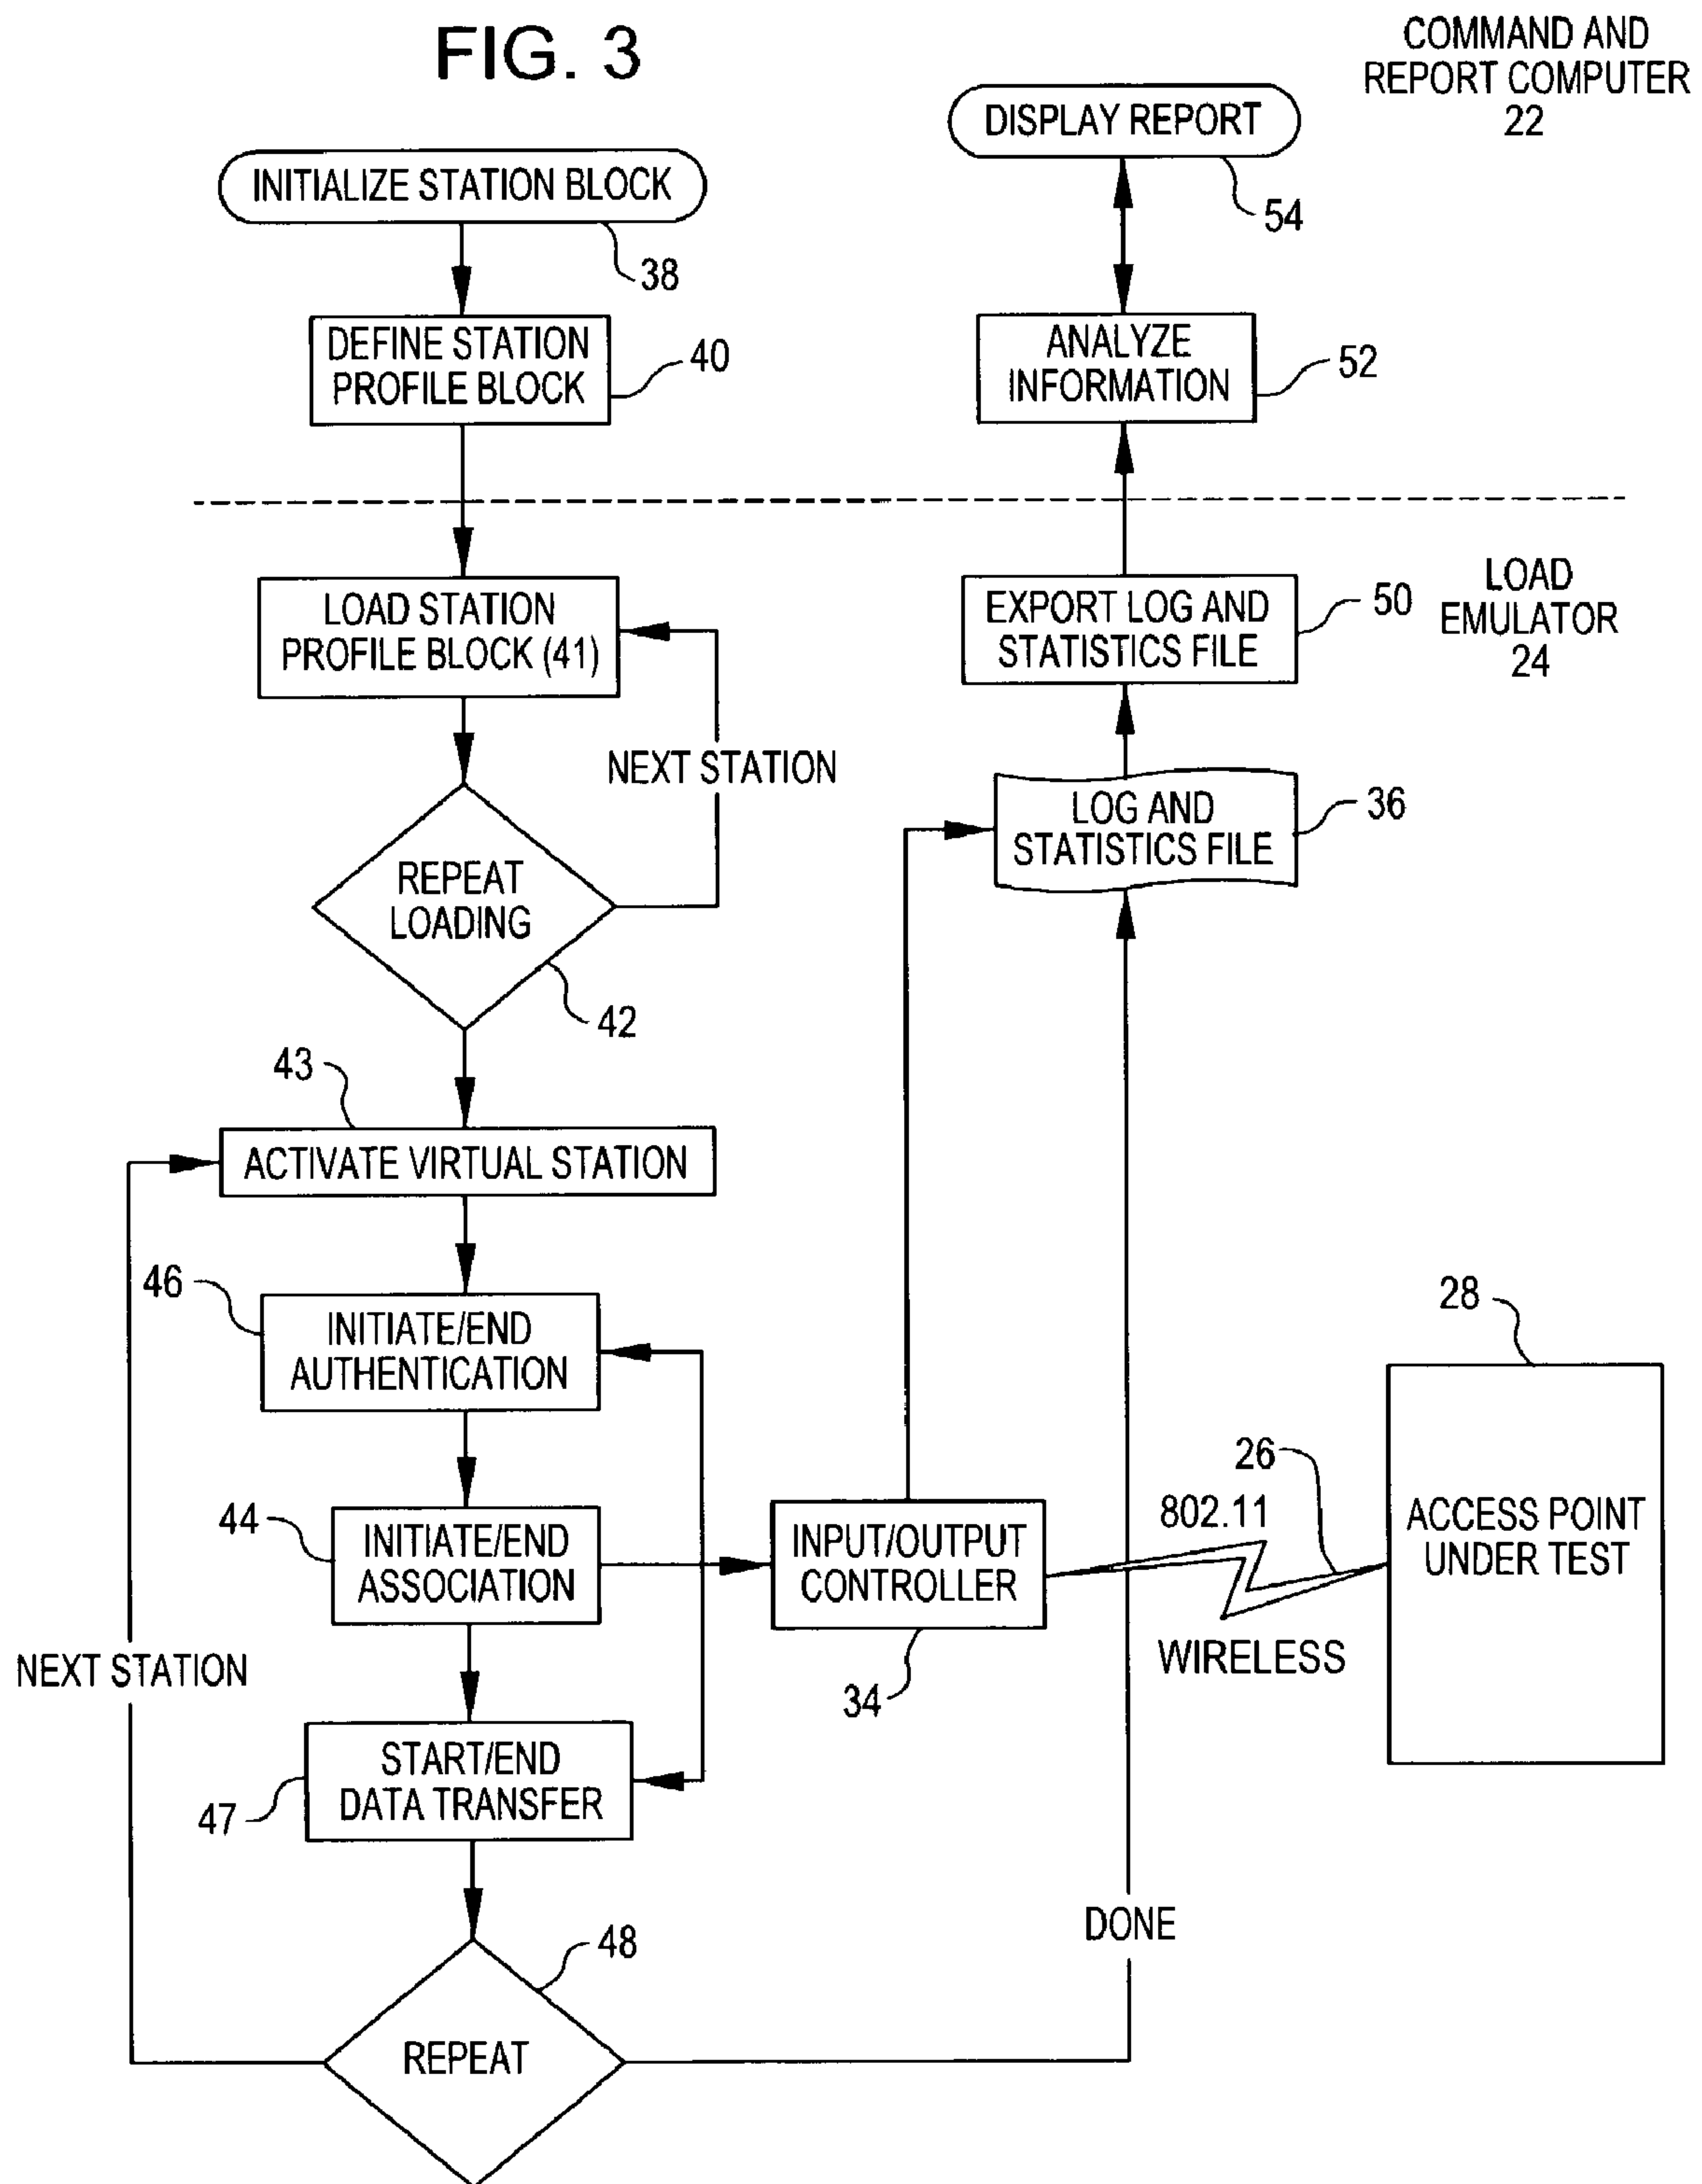 FIG. 3
COMMAND AND
REPORT COMPUTER
22
DISPLAY REPORT
54
INITIALIZE STATION BLOCK
38
DEFINE STATION
PROFILE BLOCK
40
ANALYZE
INFORMATION
52
LOAD STATION
PROFILE BLOCK (41)
EXPORT LOG AND
STATISTICS FILE
50
LOAD
EMULATOR
24
NEXT STATION
LOG AND
STATISTICS FILE
36
REPEAT
LOADING
42
43
ACTIVATE VIRTUAL STATION
46
INITIATE/END
AUTHENTICATION
28
44
INITIATE/END
ASSOCIATION
INPUT/OUTPUT
CONTROLLER
34
26
802.11
WIRELESS
ACCESS POINT
UNDER TEST
NEXT STATION
START/END
DATA TRANSFER
47
DONE
48
REPEAT